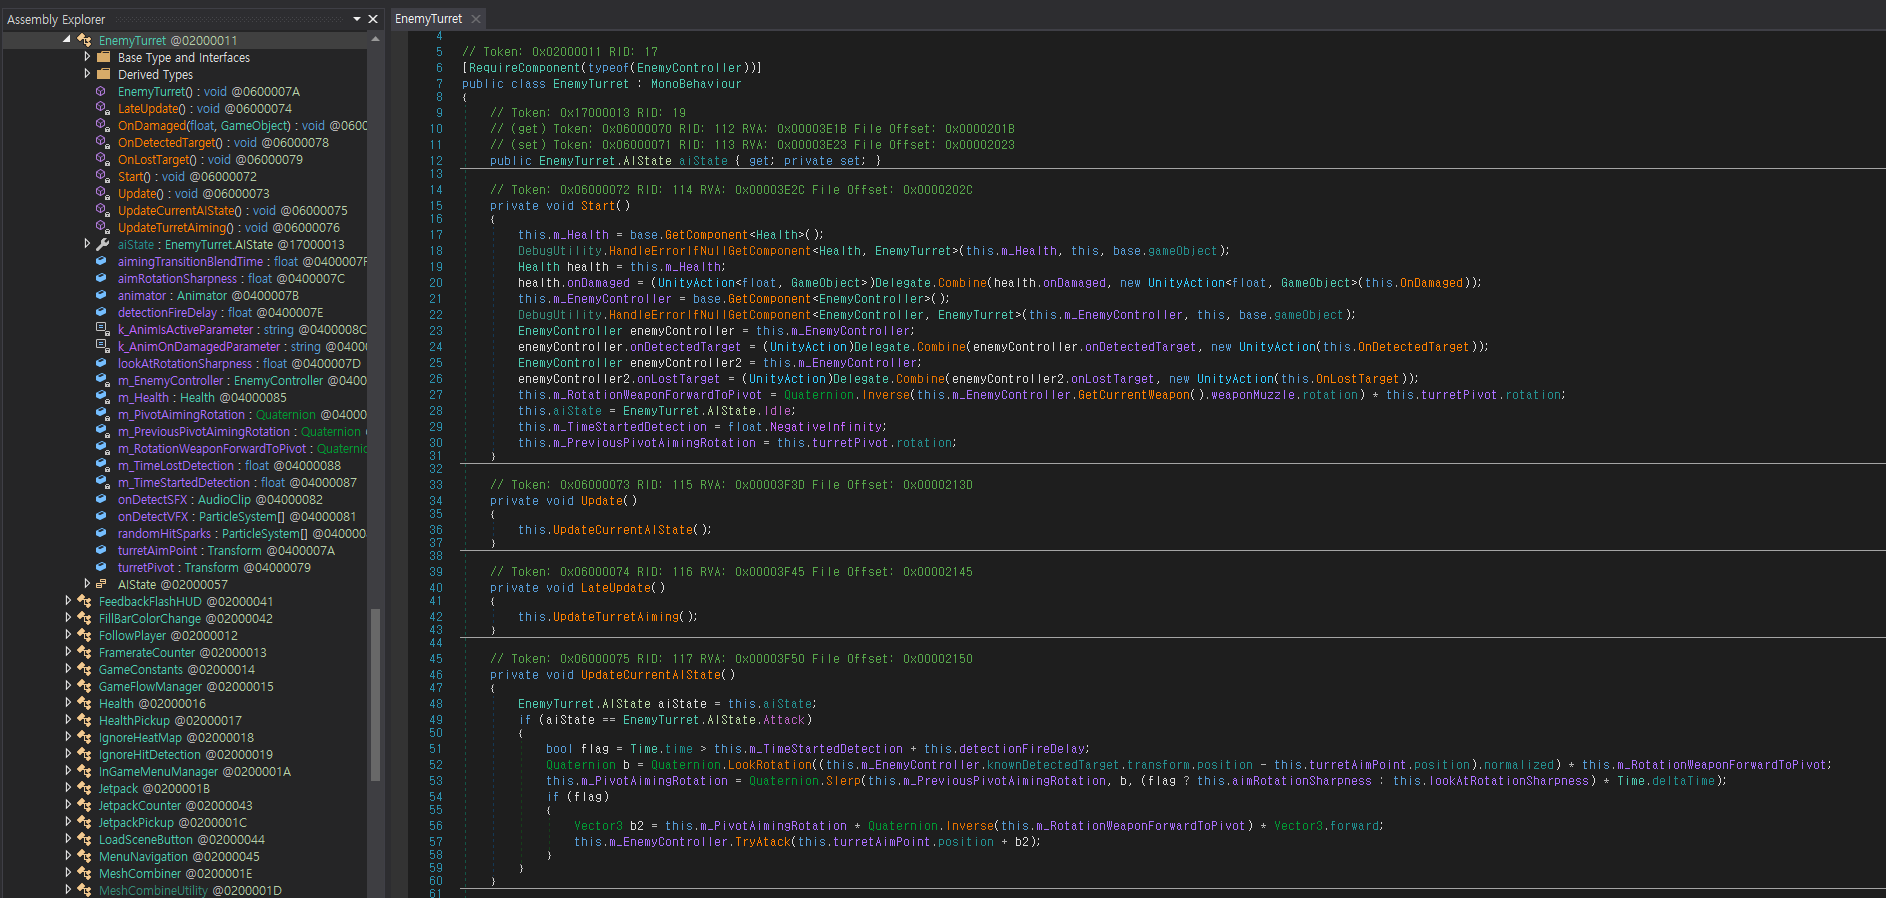 Assembly Explorer
EnemyTurret @02000011
Base Type and Interfaces
Derived Types
EnemyTurret() : void @0600007A
LateUpdate() : void @06000074
OnDamaged(float, GameObject) : void @060
OnDetectedTarget() : void @06000078
OnLostTarget() : void @06000079
Start() : void @06000072
Update() : void @06000073
UpdateCurrentAIState() : void @06000075
UpdateTurretAiming() : void @06000076
aiState : EnemyTurret.AIState @17000013
aimingTransitionBlendTime : float @0400007F
aimRotationSharpness : float @0400007C
animator : Animator @0400007B
detectionFireDelay : float @0400007E
k_AnimIsActiveParameter : string @0400008C
k_AnimOnDamagedParameter : string @0400
lookAtRotationSharpness : float @0400007D
m_EnemyController : EnemyController @0400
m_Health : Health @04000085
m_PivotAimingRotation : Quaternion @04000
m_PreviousPivotAimingRotation : Quaternion
m_RotationWeaponForwardToPivot : Quaternio
m_TimeLostDetection : float @04000088
m_TimeStartedDetection : float @04000087
onDetectSFX : AudioClip @04000082
onDetectVFX : ParticleSystem[] @04000081
randomHitSparks : ParticleSystem[] @04000
turretAimPoint : Transform @0400007A
turretPivot : Transform @04000079
AIState @02000057
FeedbackFlashHUD @02000041
FillBarColorChange @02000042
FollowPlayer @02000012
FramerateCounter @02000013
GameConstants @02000014
GameFlowManager @02000015
Health @02000016
HealthPickup @02000017
IgnoreHeatMap @02000018
IgnoreHitDetection @02000019
InGameMenuManager @0200001A
Jetpack @0200001B
JetpackCounter @02000043
JetpackPickup @0200001C
LoadSceneButton @02000044
MenuNavigation @02000045
MeshCombiner @0200001E
MeshCombineUtility @0200001D
EnemyTurret
4
5 // Token: 0x02000011 RID: 17
6 [RequireComponent(typeof(EnemyController))]
7 public class EnemyTurret : MonoBehaviour
8 {
9 // Token: 0x17000013 RID: 19
10 // (get) Token: 0x06000070 RID: 112 RVA: 0x00003E1B File Offset: 0x0000201B
11 // (set) Token: 0x06000071 RID: 113 RVA: 0x00003E23 File Offset: 0x00002023
12 public EnemyTurret.AIState aiState { get; private set; }
13
14 // Token: 0x06000072 RID: 114 RVA: 0x00003E2C File Offset: 0x0000202C
15 private void Start()
16 {
17 this.m_Health = base.GetComponent<Health>();
18 DebugUtility.HandleErrorIfNullGetComponent<Health, EnemyTurret>(this.m_Health, this, base.gameObject);
19 Health health = this.m_Health;
20 health.onDamaged = (UnityAction<float, GameObject>)Delegate.Combine(health.onDamaged, new UnityAction<float, GameObject>(this.OnDamaged));
21 this.m_EnemyController = base.GetComponent<EnemyController>();
22 DebugUtility.HandleErrorIfNullGetComponent<EnemyController, EnemyTurret>(this.m_EnemyController, this, base.gameObject);
23 EnemyController enemyController = this.m_EnemyController;
24 enemyController.onDetectedTarget = (UnityAction)Delegate.Combine(enemyController.onDetectedTarget, new UnityAction(this.OnDetectedTarget));
25 EnemyController enemyController2 = this.m_EnemyController;
26 enemyController2.onLostTarget = (UnityAction)Delegate.Combine(enemyController2.onLostTarget, new UnityAction(this.OnLostTarget));
27 this.m_RotationWeaponForwardToPivot = Quaternion.Inverse(this.m_EnemyController.GetCurrentWeapon().weaponMuzzle.rotation) * this.turretPivot.rotation;
28 this.aiState = EnemyTurret.AIState.Idle;
29 this.m_TimeStartedDetection = float.NegativeInfinity;
30 this.m_PreviousPivotAimingRotation = this.turretPivot.rotation;
31 }
32
33 // Token: 0x06000073 RID: 115 RVA: 0x00003F3D File Offset: 0x0000213D
34 private void Update()
35 {
36 this.UpdateCurrentAIState();
37 }
38
39 // Token: 0x06000074 RID: 116 RVA: 0x00003F45 File Offset: 0x00002145
40 private void LateUpdate()
41 {
42 this.UpdateTurretAiming();
43 }
44
45 // Token: 0x06000075 RID: 117 RVA: 0x00003F50 File Offset: 0x00002150
46 private void UpdateCurrentAIState()
47 {
48 EnemyTurret.AIState aiState = this.aiState;
49 if (aiState == EnemyTurret.AIState.Attack)
50 {
51 bool flag = Time.time > this.m_TimeStartedDetection + this.detectionFireDelay;
52 Quaternion b = Quaternion.LookRotation((this.m_EnemyController.knownDetectedTarget.transform.position - this.turretAimPoint.position).normalized) * this.m_RotationWeaponForwardToPivot;
53 this.m_PivotAimingRotation = Quaternion.Slerp(this.m_PreviousPivotAimingRotation, b, (flag ? this.aimRotationSharpness : this.lookAtRotationSharpness) * Time.deltaTime);
54 if (flag)
55 {
56 Vector3 b2 = this.m_PivotAimingRotation * Quaternion.Inverse(this.m_RotationWeaponForwardToPivot) * Vector3.forward;
57 this.m_EnemyController.TryAtack(this.turretAimPoint.position + b2);
58 }
59 }
60 }
61